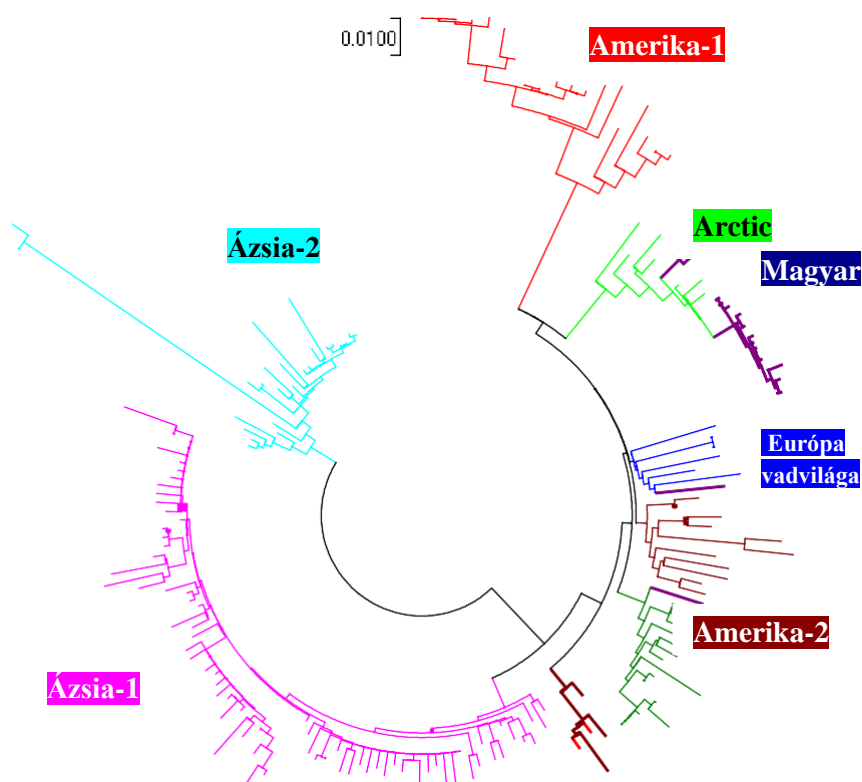 0.0100
Amerika-1
Arctic
Ázsia-2
Magyar
Európa
vadvilága
Amerika-2
Ázsia-1